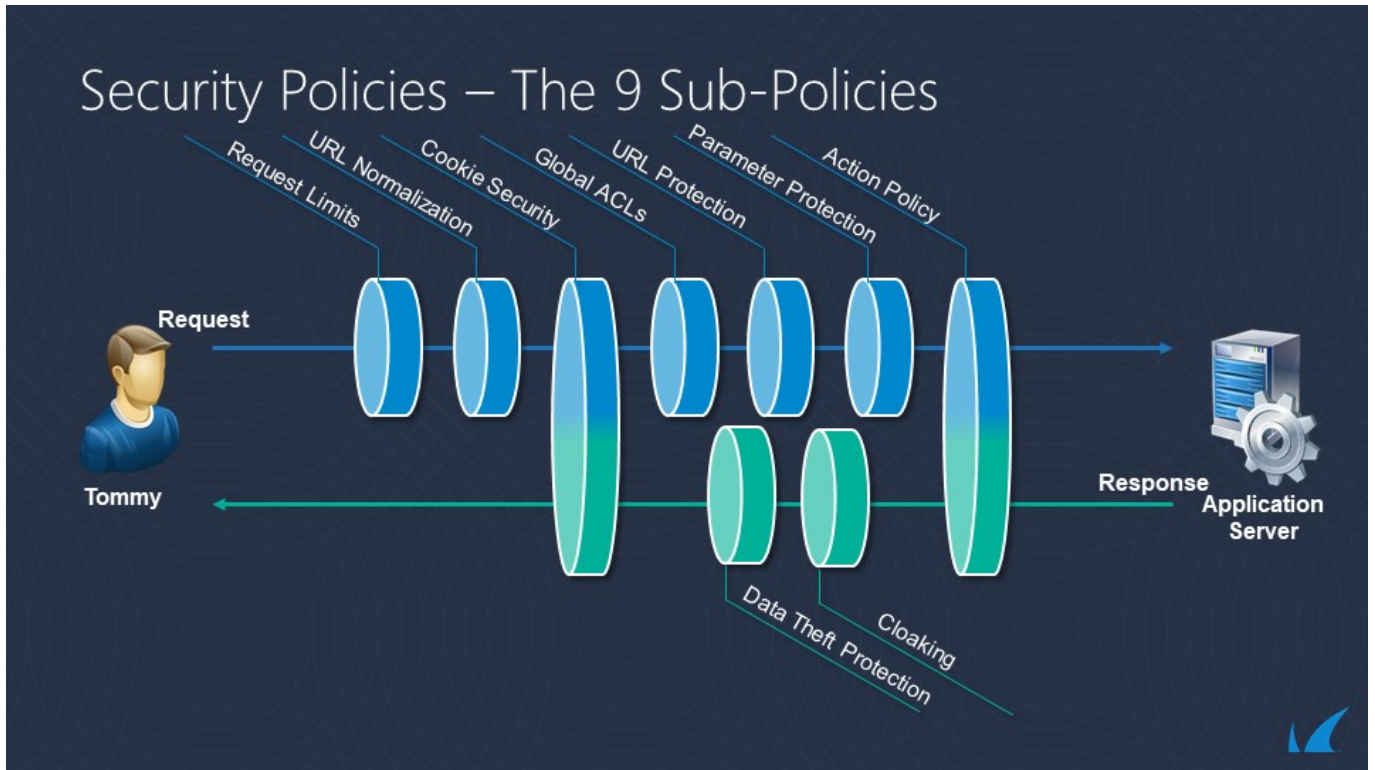 Security Policies – The 9 Sub-Policies
Request Limits
URL Normalization
Cookie Security
Global ACLs
URL Protection
Parameter Protection
Action Policy
Request
Tommy
Response
Application
Server
Data Theft Protection
Cloaking